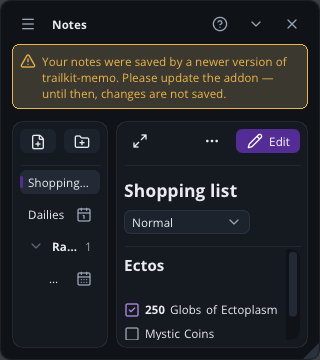 Notes
Your notes were saved by a newer version of
trailkit-memo. Please update the addon —
until then, changes are not saved.
Edit
Shopping...
Dailies
Ra... 1
...
Shopping list
Normal
Ectos
250 Globs of Ectoplasm
Mystic Coins